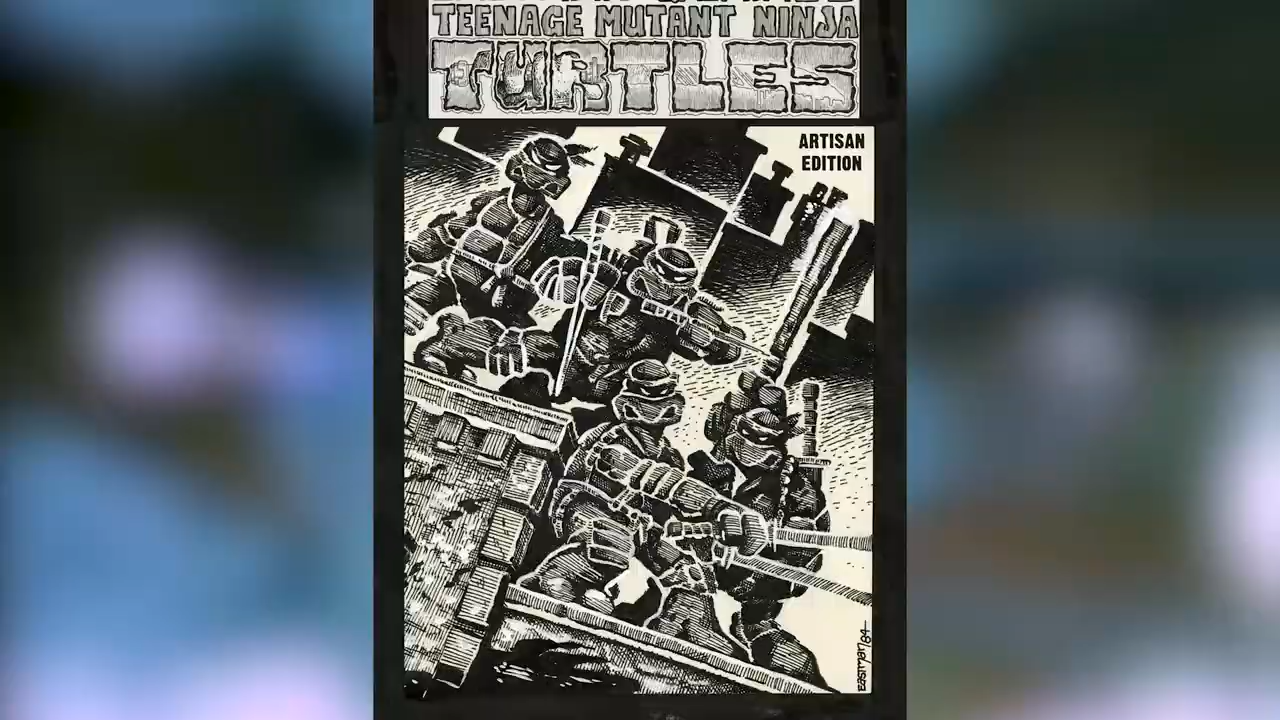 TEENAGE MUTANT NINJA
TURTLES
ARTISAN
EDITION
EASTMAN/84